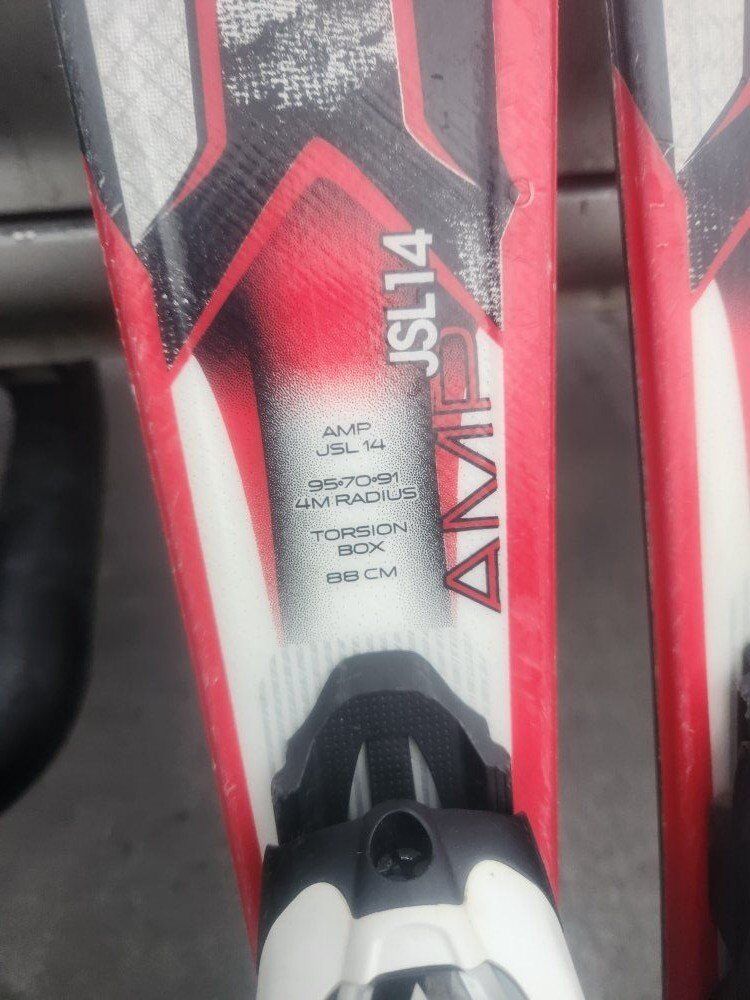 JSL14
AMP
AMP
JSL 14
95•70•91
4M RADIUS
TORSION
BOX
88 CM